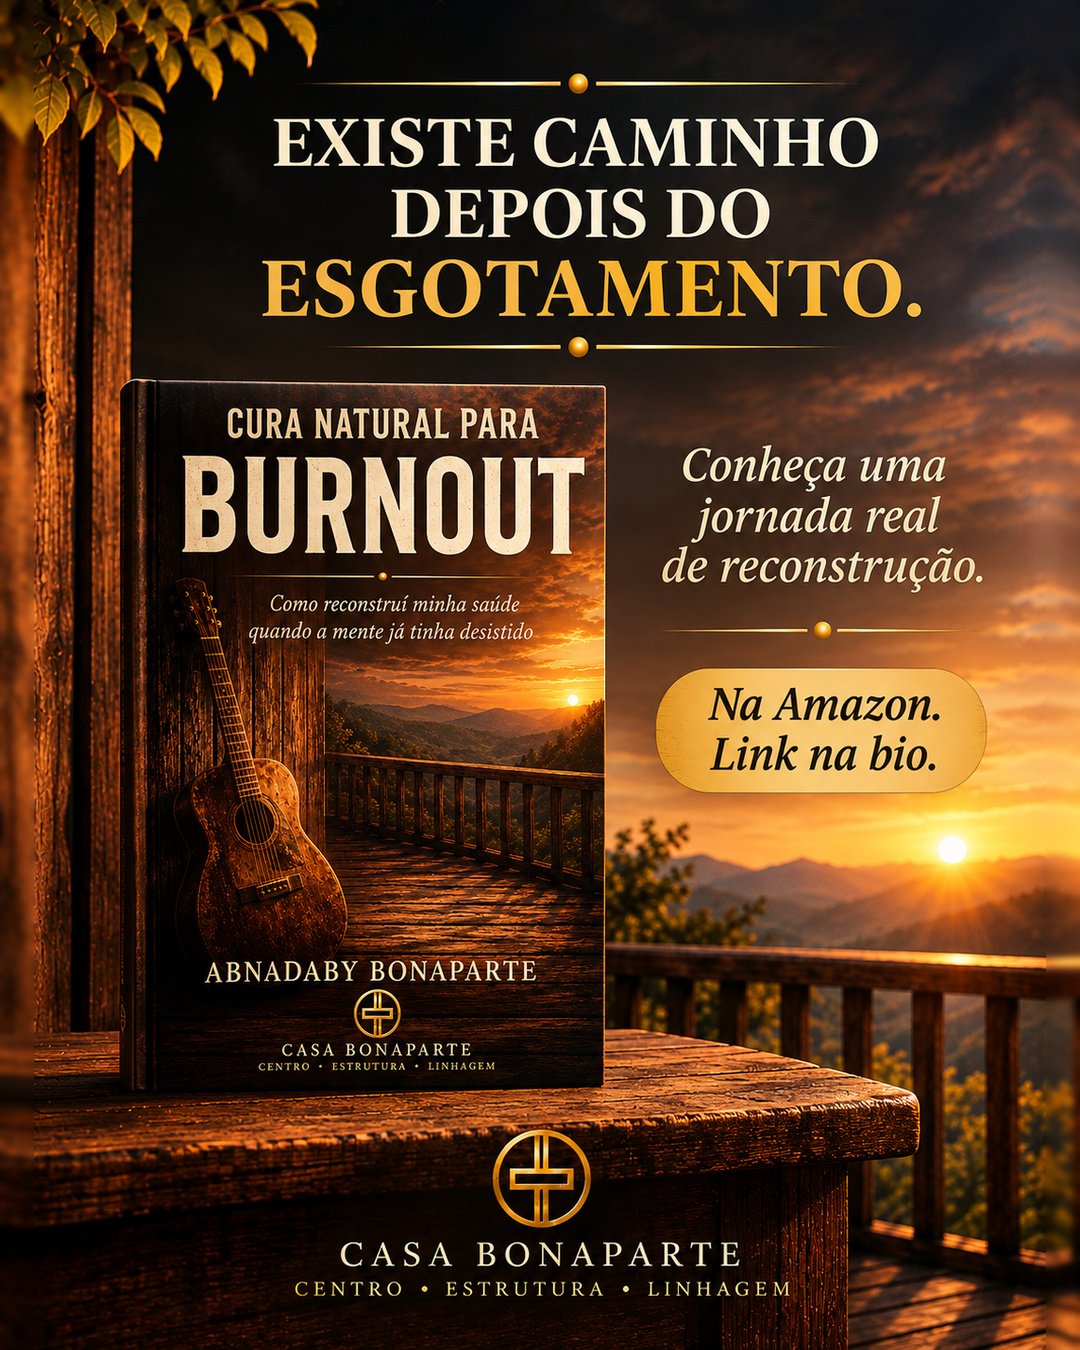 EXISTE CAMINHO
DEPOIS DO
ESGOTAMENTO.
CURA NATURAL PARA
BURNOUT
Como reconstruí minha saúde
quando a mente já tinha desistido
ABNADABY BONAPARTE
CASA BONAPARTE
CENTRO • ESTRUTURA • LINHAGEM
Conheça uma
jornada real
de reconstrução.
Na Amazon.
Link na bio.
CASA BONAPARTE
CENTRO • ESTRUTURA • LINHAGEM